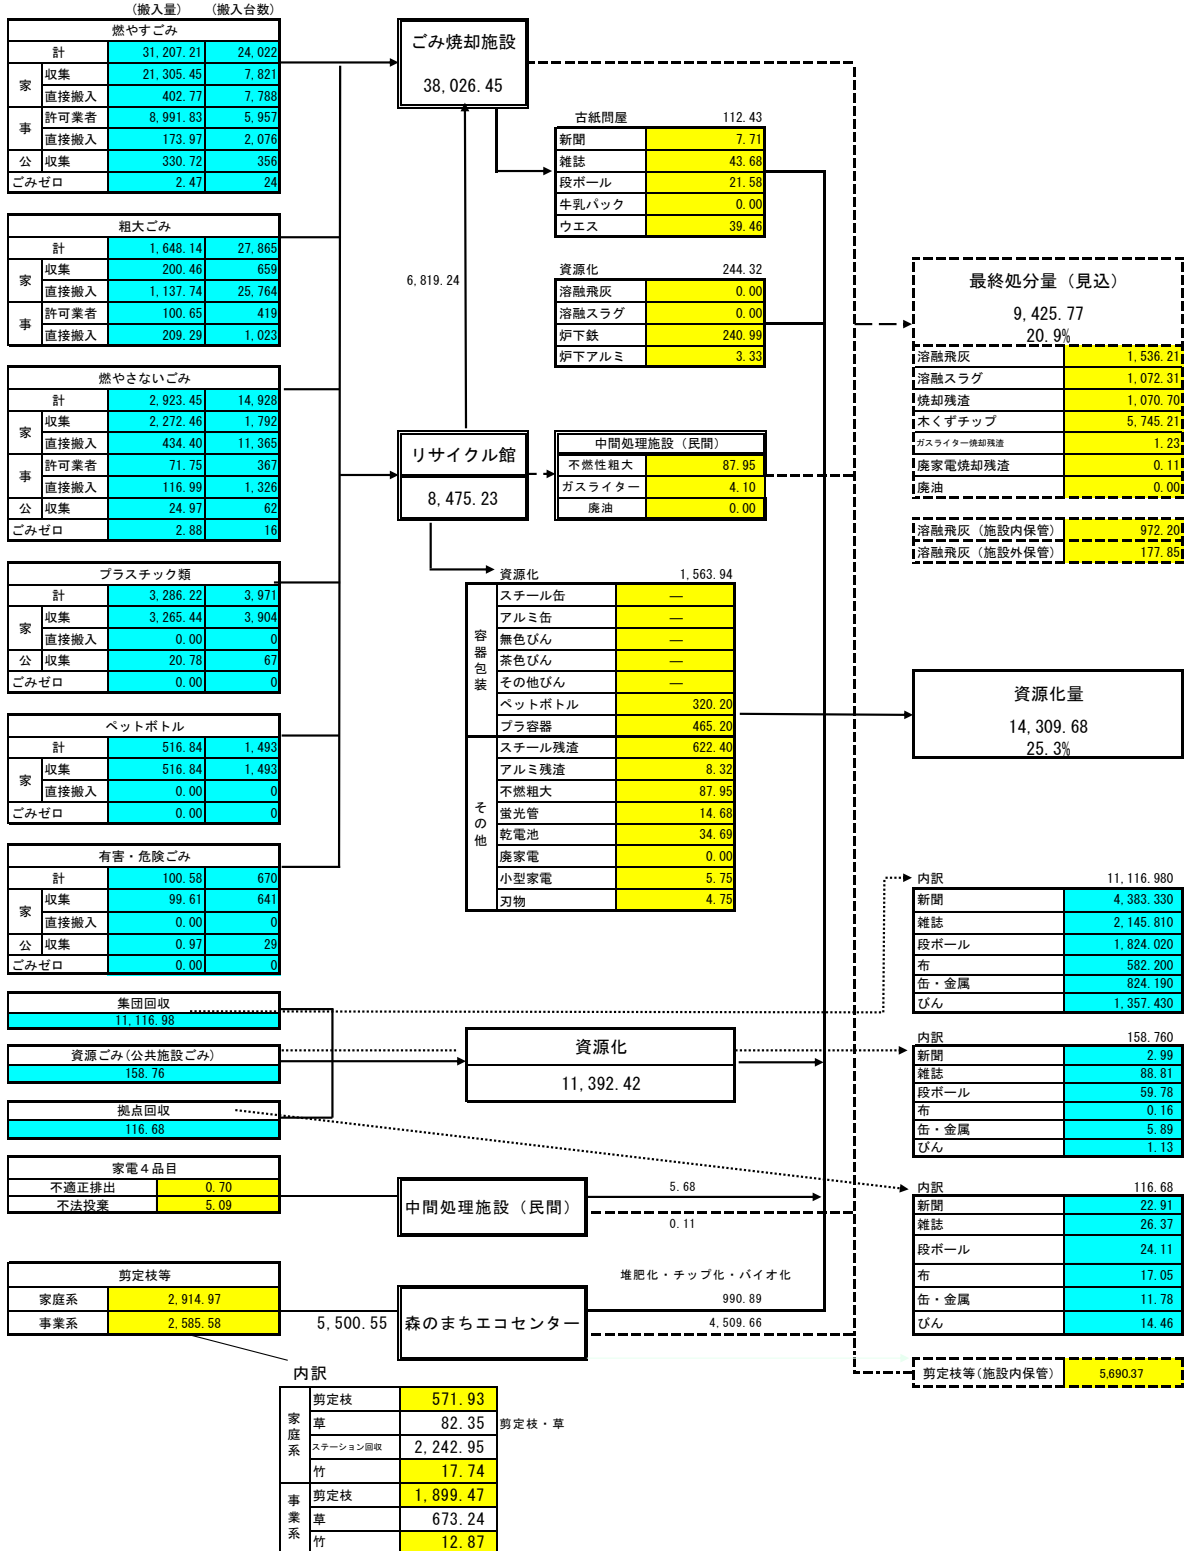 (搬入量) (搬入台数)
燃やすごみ
計 31,207.21 24,022
家 収集 21,305.45 7,821
直接搬入 402.77 7,788
事 許可業者 8,991.83 5,957
直接搬入 173.97 2,076
公 収集 330.72 356
ごみゼロ 2.47 24
粗大ごみ
計 1,648.14 27,865
家 収集 200.46 659
直接搬入 1,137.74 25,764
事 許可業者 100.65 419
直接搬入 209.29 1,023
燃やさないごみ
計 2,923.45 14,928
家 収集 2,272.46 1,792
直接搬入 434.40 11,365
事 許可業者 71.75 367
直接搬入 116.99 1,326
公 収集 24.97 62
ごみゼロ 2.88 16
プラスチック類
計 3,286.22 3,971
家 収集 3,265.44 3,904
直接搬入 0.00 0
公 収集 20.78 67
ごみゼロ 0.00 0
ペットボトル
計 516.84 1,493
家 収集 516.84 1,493
直接搬入 0.00 0
ごみゼロ 0.00 0
有害・危険ごみ
計 100.58 670
家 収集 99.61 641
直接搬入 0.00 0
公 収集 0.97 29
ごみゼロ 0.00 0
集団回収
11,116.98
資源ごみ(公共施設ごみ)
158.76
拠点回収
116.68
家電4品目
不適正排出 0.70
不法投棄 5.09
剪定枝等
家庭系 2,914.97
事業系 2,585.58
5,500.55
内訳
家庭系 剪定枝 571.93
草 82.35 剪定枝・草
ステーション回収 2,242.95
竹 17.74
事業系 剪定枝 1,899.47
草 673.24
竹 12.87
ごみ焼却施設
38,026.45
6,819.24
古紙問屋 112.43
新聞 7.71
雑誌 43.68
段ボール 21.58
牛乳パック 0.00
ウエス 39.46
資源化 244.32
溶融飛灰 0.00
溶融スラグ 0.00
炉下鉄 240.99
炉下アルミ 3.33
リサイクル館
8,475.23
中間処理施設(民間)
不燃性粗大 87.95
ガスライター 4.10
廃油 0.00
資源化 1,563.94
容器包装 スチール缶 ―
アルミ缶 ―
無色びん ―
茶色びん ―
その他びん ―
ペットボトル 320.20
プラ容器 465.20
その他 スチール残渣 622.40
アルミ残渣 8.32
不燃粗大 87.95
蛍光管 14.68
乾電池 34.69
廃家電 0.00
小型家電 5.75
刃物 4.75
資源化
11,392.42
中間処理施設(民間)
5.68
0.11
森のまちエコセンター
堆肥化・チップ化・バイオ化
990.89
4,509.66
最終処分量(見込)
9,425.77
20.9%
溶融飛灰 1,536.21
溶融スラグ 1,072.31
焼却残渣 1,070.70
木くずチップ 5,745.21
ガスライター焼却残渣 1.23
廃家電焼却残渣 0.11
廃油 0.00
溶融飛灰(施設内保管) 972.20
溶融飛灰(施設外保管) 177.85
資源化量
14,309.68
25.3%
内訳 11,116.980
新聞 4,383.330
雑誌 2,145.810
段ボール 1,824.020
布 582.200
缶・金属 824.190
びん 1,357.430
内訳 158.760
新聞 2.99
雑誌 88.81
段ボール 59.78
布 0.16
缶・金属 5.89
びん 1.13
内訳 116.68
新聞 22.91
雑誌 26.37
段ボール 24.11
布 17.05
缶・金属 11.78
びん 14.46
剪定枝等(施設内保管) 5,690.37